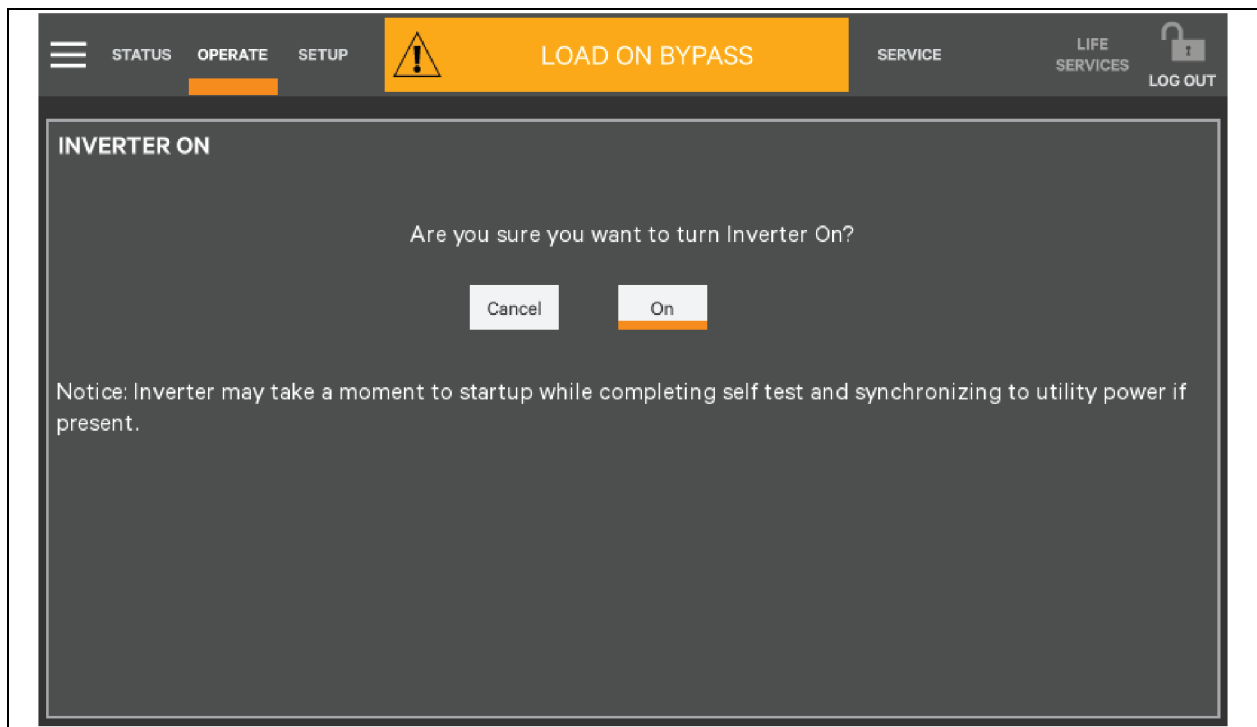 STATUS OPERATE SETUP LOAD ON BYPASS SERVICE LIFE
SERVICES LOG OUT
INVERTER ON
Are you sure you want to turn Inverter On?
Cancel On
Notice: Inverter may take a moment to startup while completing self test and synchronizing to utility power if
present.